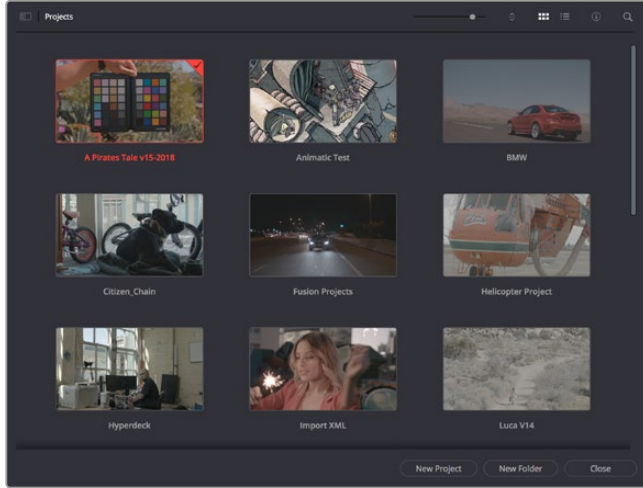 Projects
A Pirates Tale v15-2018
Animatic Test
BMW
Citizen_Chain
Fusion Projects
Helicopter Project
Hyperdeck
Import XML
Luca V14
New Project
New Folder
Close